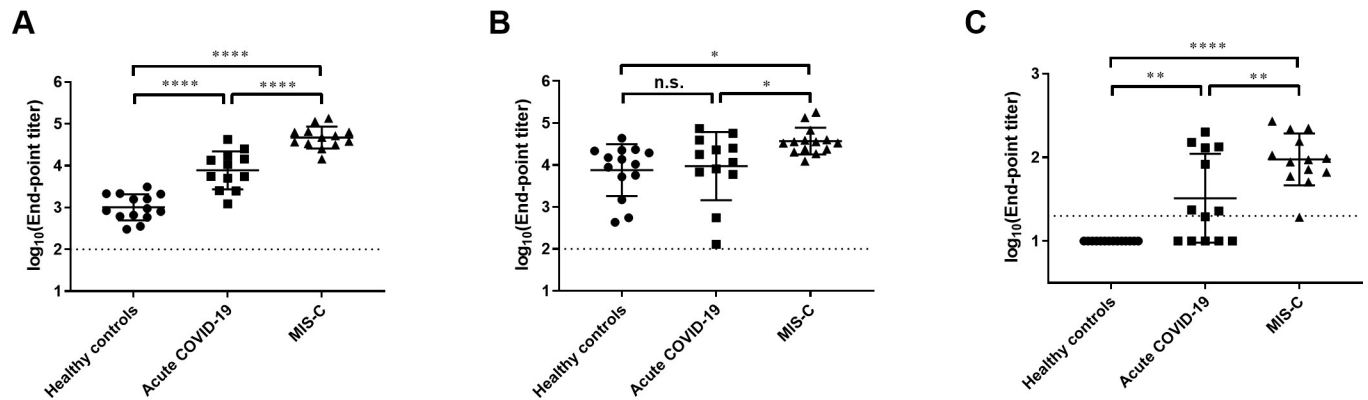 A
****
****
****
log10(End-point titer)
6
5
4
3
2
1
Healthy controls
Acute COVID-19
MIS-C
B
*
n.s.
*
log10(End-point titer)
6
5
4
3
2
1
Healthy controls
Acute COVID-19
MIS-C
C
****
**
**
log10(End-point titer)
3
2
1
Healthy controls
Acute COVID-19
MIS-C